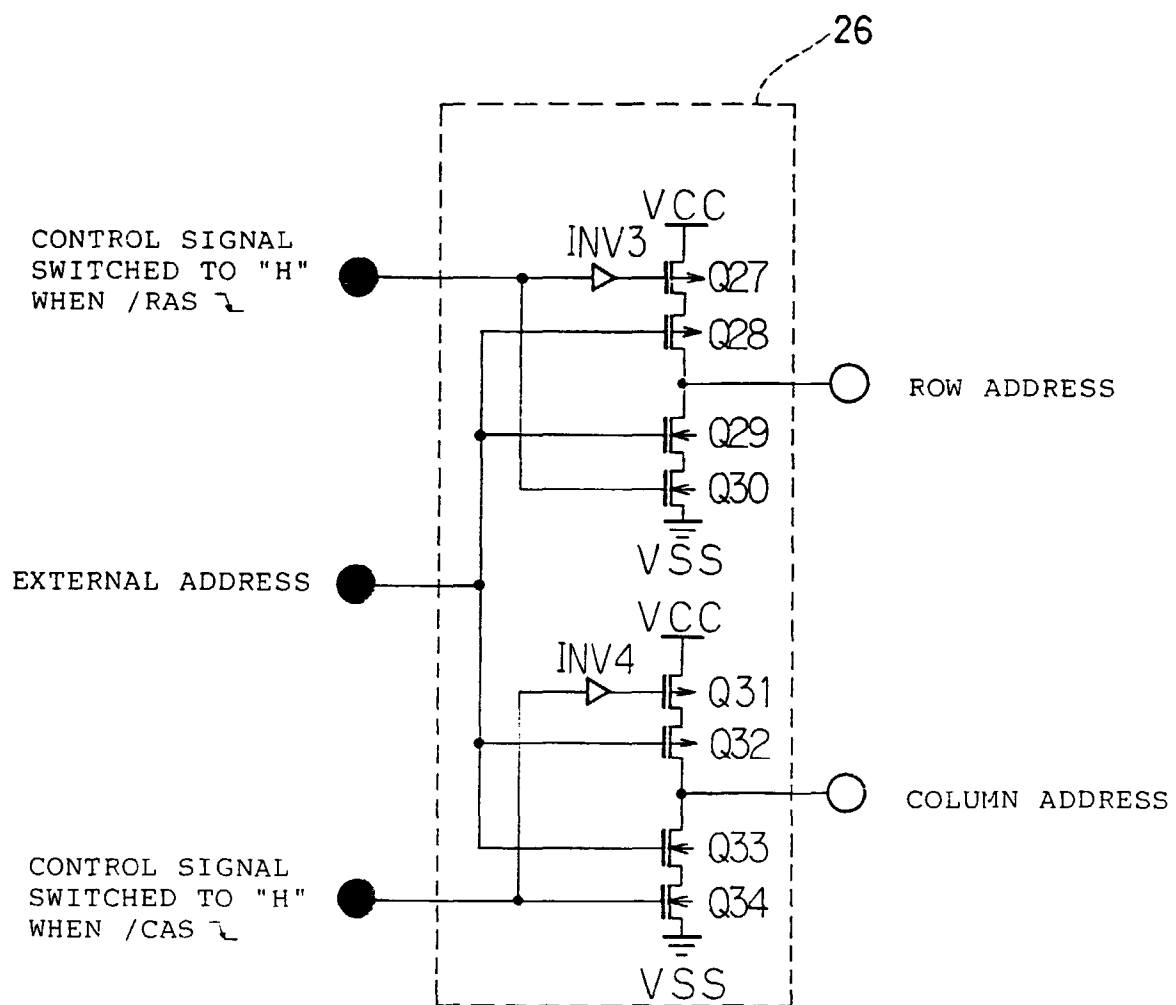 26
VCC
CONTROL SIGNAL
SWITCHED TO "H"
WHEN /RAS
INV3
Q27
Q28
ROW ADDRESS
Q29
Q30
VSS
EXTERNAL ADDRESS
VCC
INV4
Q31
Q32
COLUMN ADDRESS
Q33
CONTROL SIGNAL
SWITCHED TO "H"
WHEN /CAS
Q34
VSS